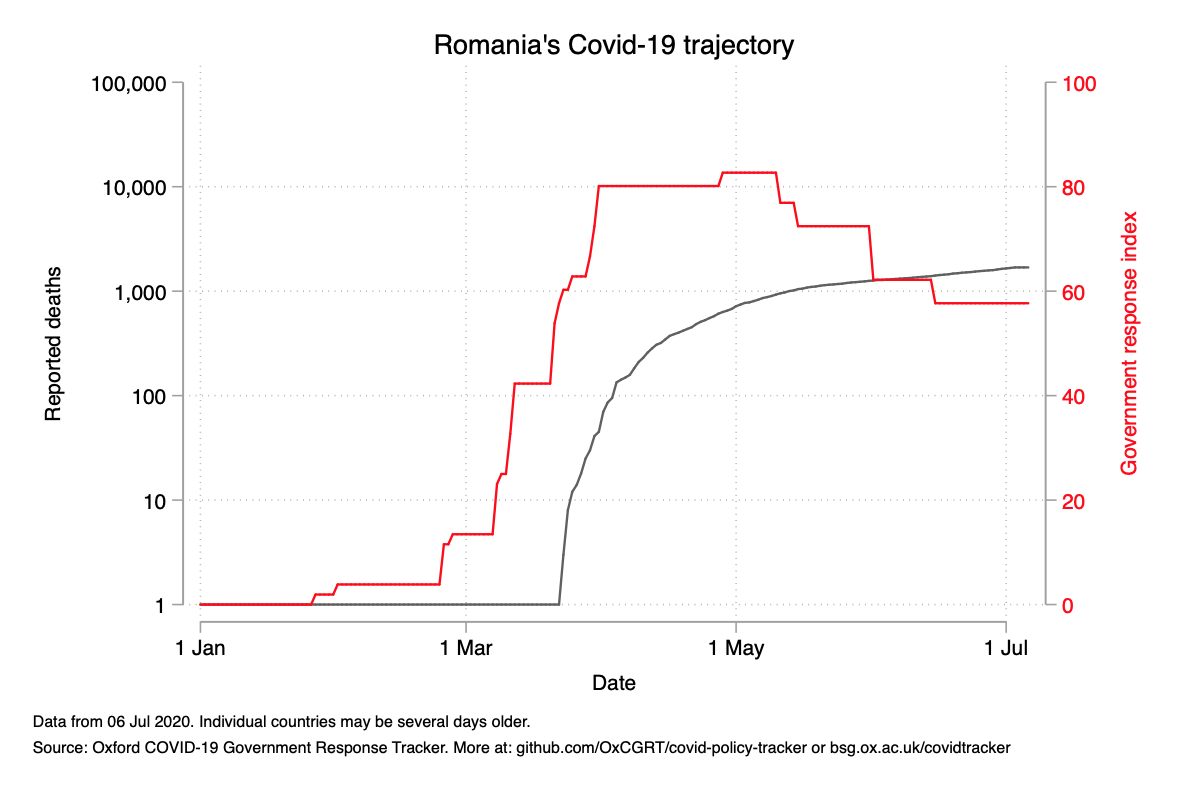 Romania's Covid-19 trajectory
100,000
10,000
1,000
100
10
1
Reported deaths
100
80
60
40
20
0
Government response index
1 Jan
1 Mar
1 May
1 Jul
Date
Data from 06 Jul 2020. Individual countries may be several days older.
Source: Oxford COVID-19 Government Response Tracker. More at: github.com/OxCGRT/covid-policy-tracker or bsg.ox.ac.uk/covidtracker